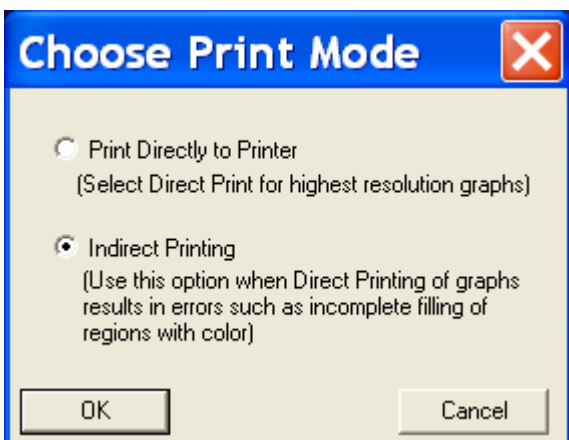 Choose Print Mode
Print Directly to Printer
(Select Direct Print for highest resolution graphs)
Indirect Printing
(Use this option when Direct Printing of graphs
results in errors such as incomplete filling of
regions with color)
OK
Cancel